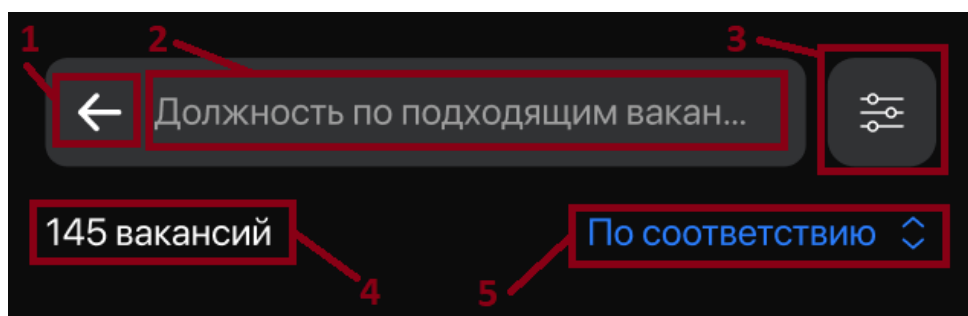 1 2 3
Должность по подходящим вакан...
145 вакансий По соответствию
4 5